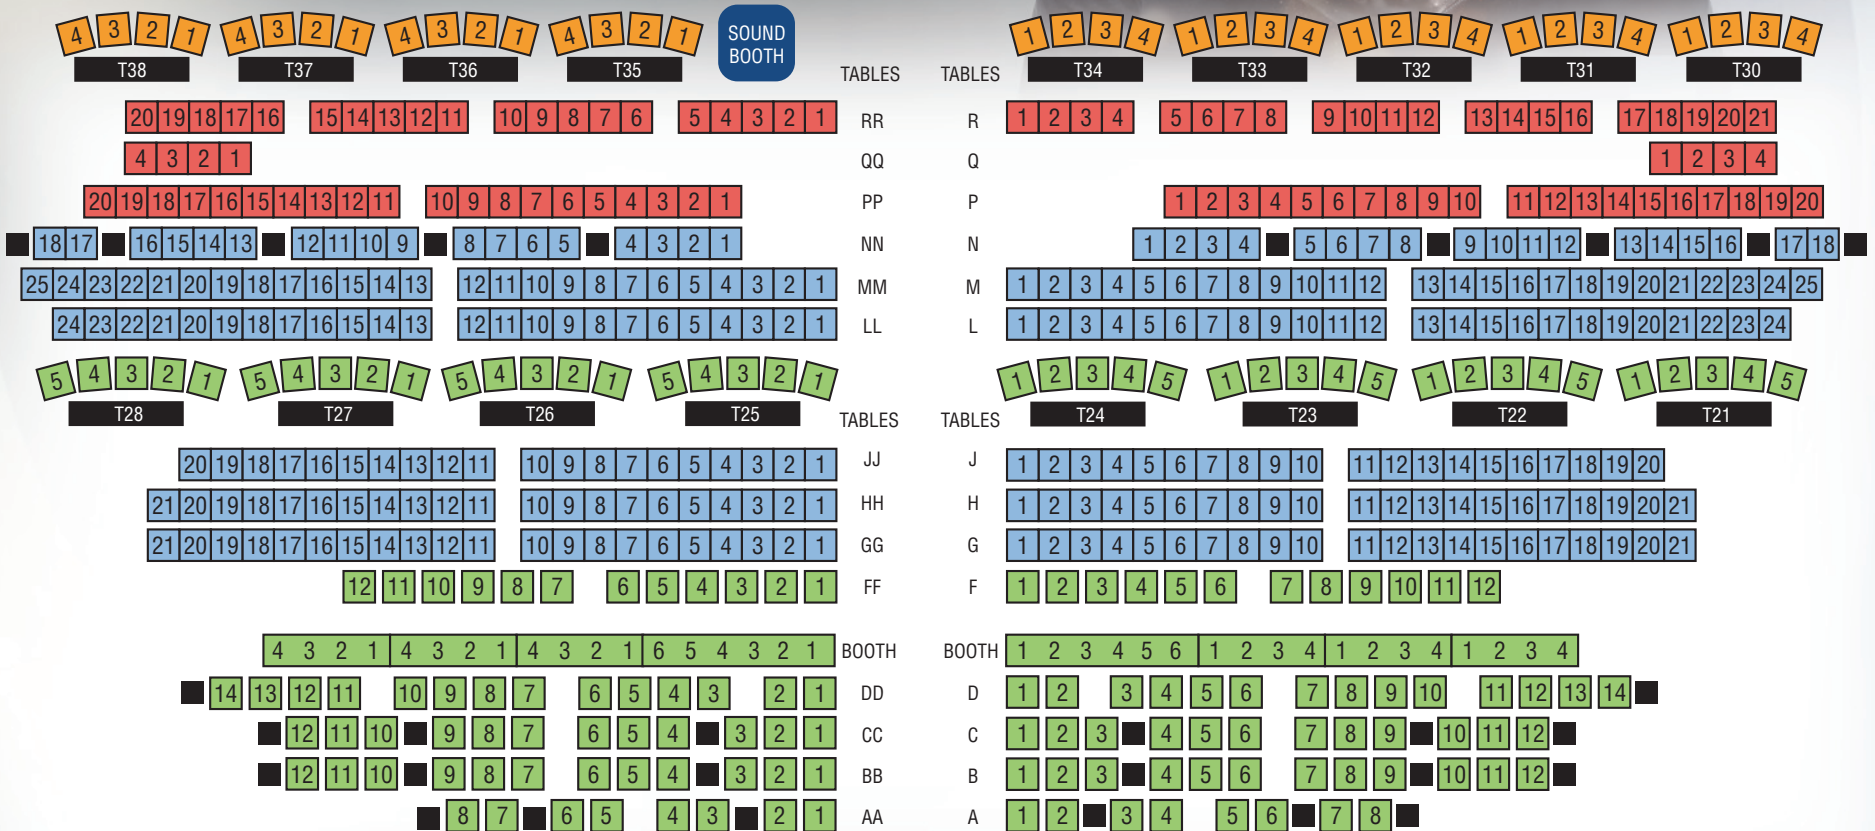 4 3 2 1 4 3 2 1 4 3 2 1 4 3 2 1 SOUND BOOTH 1 2 3 4 1 2 3 4 1 2 3 4 1 2 3 4 1 2 3 4
T38 T37 T36 T35 TABLES TABLES T34 T33 T32 T31 T30
20 19 18 17 16 15 14 13 12 11 10 9 8 7 6 5 4 3 2 1 RR R 1 2 3 4 5 6 7 8 9 10 11 12 13 14 15 16 17 18 19 20 21
4 3 2 1 QQ Q 1 2 3 4
20 19 18 17 16 15 14 13 12 11 10 9 8 7 6 5 4 3 2 1 PP P 1 2 3 4 5 6 7 8 9 10 11 12 13 14 15 16 17 18 19 20
18 17 16 15 14 13 12 11 10 9 8 7 6 5 4 3 2 1 NN N 1 2 3 4 5 6 7 8 9 10 11 12 13 14 15 16 17 18
25 24 23 22 21 20 19 18 17 16 15 14 13 12 11 10 9 8 7 6 5 4 3 2 1 MM M 1 2 3 4 5 6 7 8 9 10 11 12 13 14 15 16 17 18 19 20 21 22 23 24 25
24 23 22 21 20 19 18 17 16 15 14 13 12 11 10 9 8 7 6 5 4 3 2 1 LL L 1 2 3 4 5 6 7 8 9 10 11 12 13 14 15 16 17 18 19 20 21 22 23 24
5 4 3 2 1 5 4 3 2 1 5 4 3 2 1 5 4 3 2 1 1 2 3 4 5 1 2 3 4 5 1 2 3 4 5 1 2 3 4 5
T28 T27 T26 T25 TABLES TABLES T24 T23 T22 T21
20 19 18 17 16 15 14 13 12 11 10 9 8 7 6 5 4 3 2 1 JJ J 1 2 3 4 5 6 7 8 9 10 11 12 13 14 15 16 17 18 19 20
21 20 19 18 17 16 15 14 13 12 11 10 9 8 7 6 5 4 3 2 1 HH H 1 2 3 4 5 6 7 8 9 10 11 12 13 14 15 16 17 18 19 20 21
21 20 19 18 17 16 15 14 13 12 11 10 9 8 7 6 5 4 3 2 1 GG G 1 2 3 4 5 6 7 8 9 10 11 12 13 14 15 16 17 18 19 20 21
12 11 10 9 8 7 6 5 4 3 2 1 FF F 1 2 3 4 5 6 7 8 9 10 11 12
4 3 2 1 4 3 2 1 4 3 2 1 6 5 4 3 2 1 BOOTH BOOTH 1 2 3 4 5 6 1 2 3 4 1 2 3 4 1 2 3 4
14 13 12 11 10 9 8 7 6 5 4 3 2 1 DD D 1 2 3 4 5 6 7 8 9 10 11 12 13 14
12 11 10 9 8 7 6 5 4 3 2 1 CC C 1 2 3 4 5 6 7 8 9 10 11 12
12 11 10 9 8 7 6 5 4 3 2 1 BB B 1 2 3 4 5 6 7 8 9 10 11 12
8 7 6 5 4 3 2 1 AA A 1 2 3 4 5 6 7 8